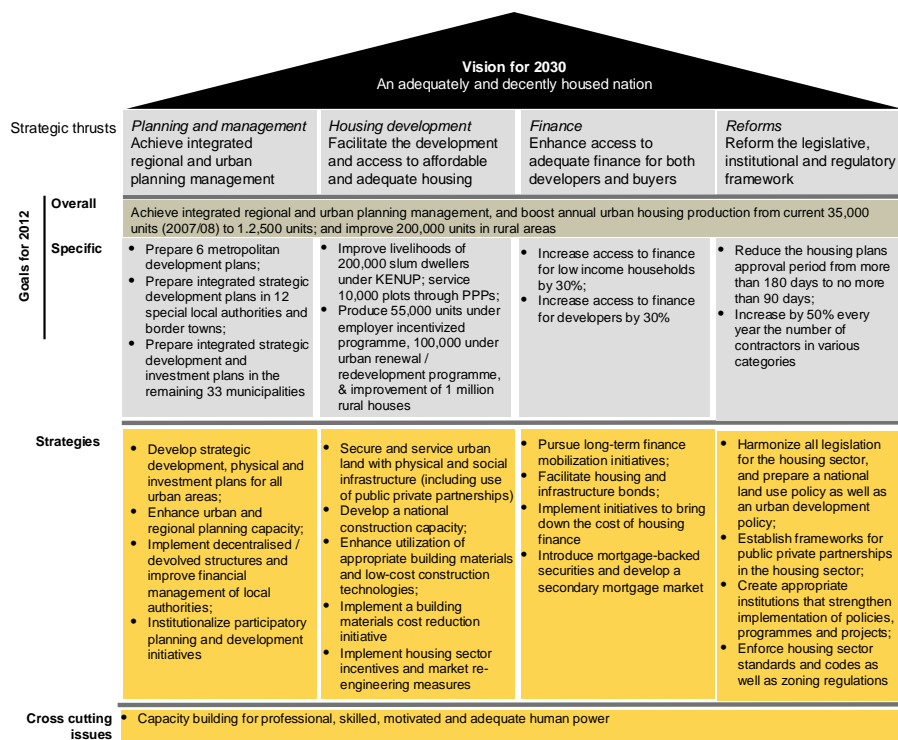 Vision for 2030
An adequately and decently housed nation
Strategic thrusts
Planning and management
Achieve integrated
regional and urban
planning management
Housing development
Facilitate the development
and access to affordable
and adequate housing
Finance
Enhance access to
adequate finance for both
developers and buyers
Reforms
Reform the legislative,
institutional and regulatory
framework
Goals for 2012
Overall
Achieve integrated regional and urban planning management, and boost annual urban housing production from current 35,000
units (2007/08) to 1.2,500 units; and improve 200,000 units in rural areas
Specific
• Prepare 6 metropolitan
development plans;
• Prepare integrated strategic
development plans in 12
special local authorities and
border towns;
• Prepare integrated strategic
development and
investment plans in the
remaining 33 municipalities
• Improve livelihoods of
200,000 slum dwellers
under KENUP; service
10,000 plots through PPPs;
• Produce 55,000 units under
employer incentivized
programme, 100,000 under
urban renewal /
redevelopment programme,
& improvement of 1 million
rural houses
• Increase access to finance
for low income households
by 30%;
• Increase access to finance
for developers by 30%
• Reduce the housing plans
approval period from more
than 180 days to no more
than 90 days;
• Increase by 50% every
year the number of
contractors in various
categories
Strategies
• Develop strategic
development, physical and
investment plans for all
urban areas;
• Enhance urban and
regional planning capacity;
• Implement decentralised /
devolved structures and
improve financial
management of local
authorities;
• Institutionalize participatory
planning and development
initiatives
• Secure and service urban
land with physical and social
infrastructure (including use
of public private partnerships)
• Develop a national
construction capacity;
• Enhance utilization of
appropriate building materials
and low-cost construction
technologies;
• Implement a building
materials cost reduction
initiative
• Implement housing sector
incentives and market re-
engineering measures
• Pursue long-term finance
mobilization initiatives;
• Facilitate housing and
infrastructure bonds;
• Implement initiatives to bring
down the cost of housing
finance
• Introduce mortgage-backed
securities and develop a
secondary mortgage market
• Harmonize all legislation
for the housing sector,
and prepare a national
land use policy as well as
an urban development
policy;
• Establish frameworks for
public private partnerships
in the housing sector;
• Create appropriate
institutions that strengthen
implementation of policies,
programmes and projects;
• Enforce housing sector
standards and codes as
well as zoning regulations
Cross cutting
issues
• Capacity building for professional, skilled, motivated and adequate human power